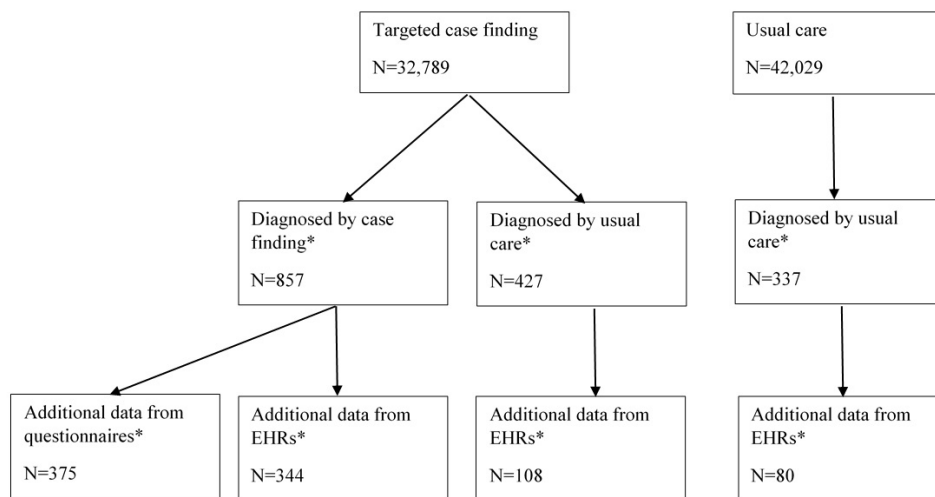 Targeted case finding
N=32,789
Usual care
N=42,029
Diagnosed by case
finding*
N=857
Diagnosed by usual
care*
N=427
Diagnosed by usual
care*
N=337
Additional data from
questionnaires*
N=375
Additional data from
EHRs*
N=344
Additional data from
EHRs*
N=108
Additional data from
EHRs*
N=80